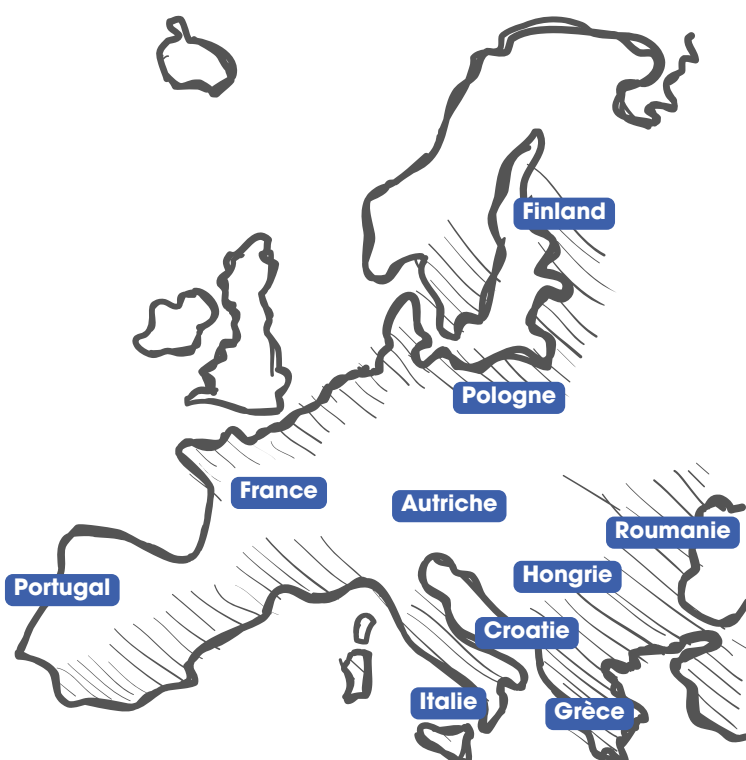 Finland
Pologne
France
Autriche
Roumanie
Hongrie
Portugal
Croatie
Italie
Grèce